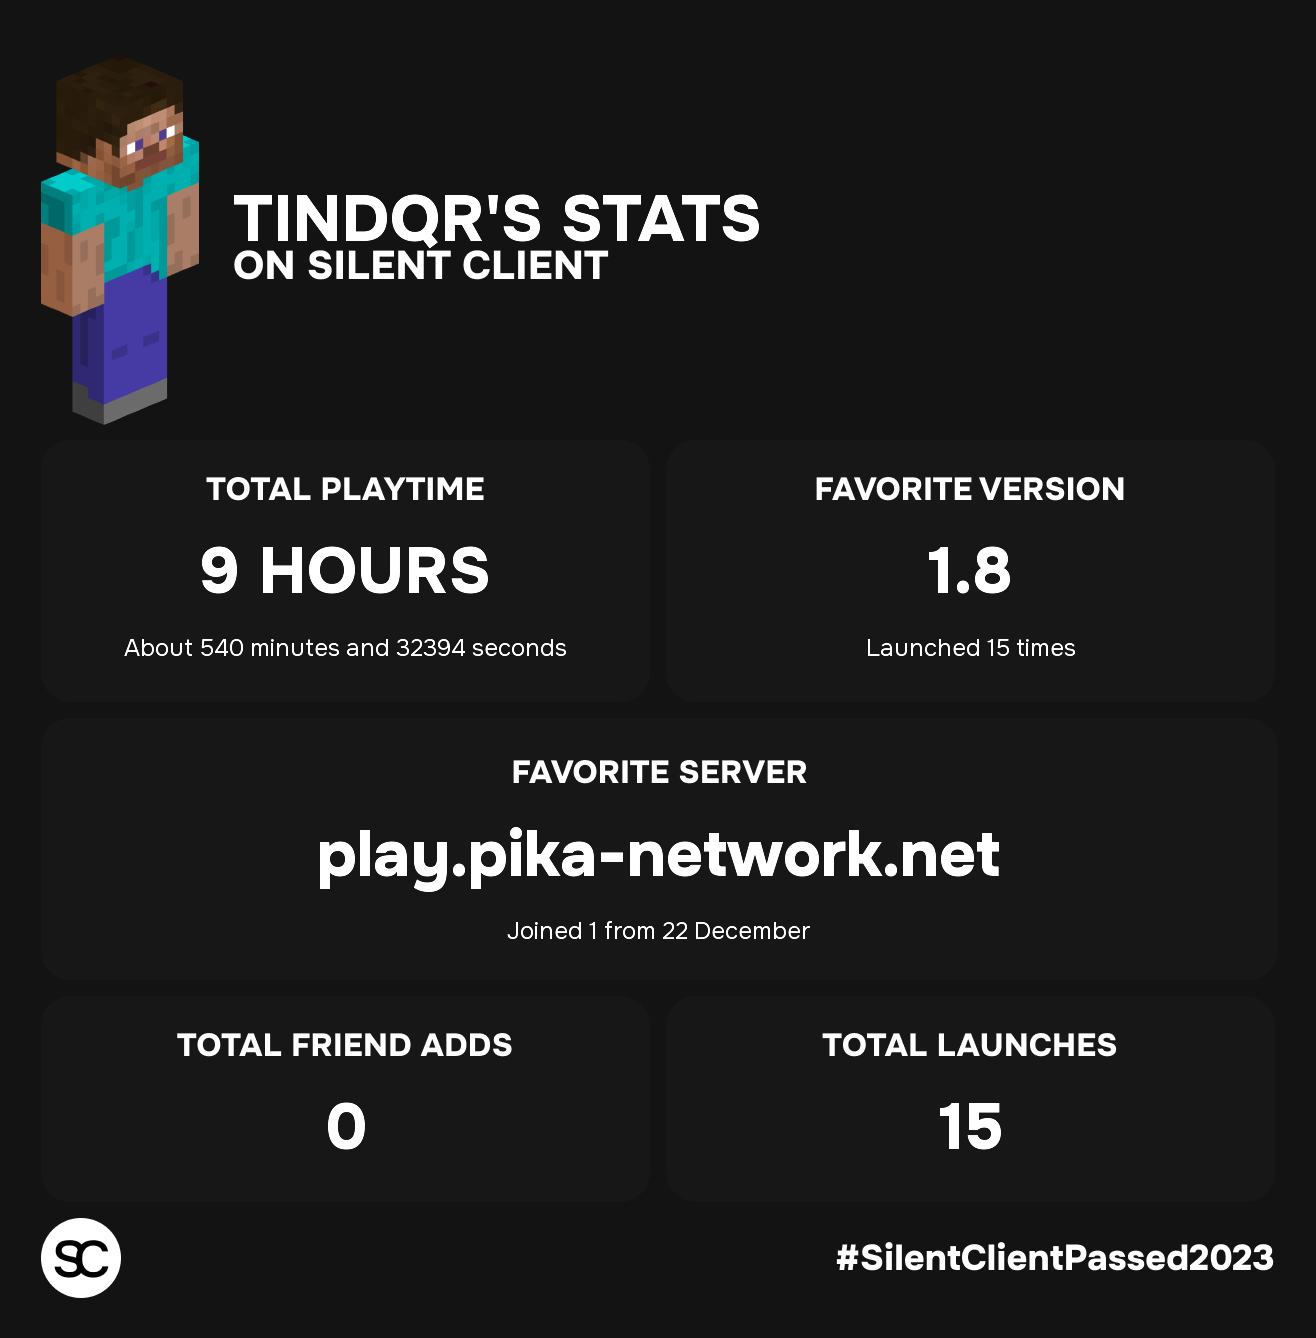 TINDQR'S STATS
ON SILENT CLIENT
TOTAL PLAYTIME
9 HOURS
About 540 minutes and 32394 seconds
FAVORITE VERSION
1.8
Launched 15 times
FAVORITE SERVER
play.pika-network.net
Joined 1 from 22 December
TOTAL FRIEND ADDS
0
TOTAL LAUNCHES
15
SC
#SilentClientPassed2023